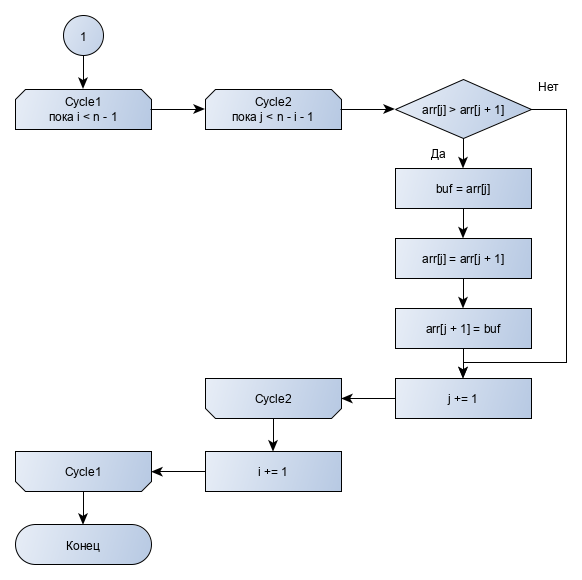 1
Cycle1
пока i < n - 1
Cycle2
пока j < n - i - 1
arr[j] > arr[j + 1]
Нет
Да
buf = arr[j]
arr[j] = arr[j + 1]
arr[j + 1] = buf
j += 1
Cycle2
i += 1
Cycle1
Конец